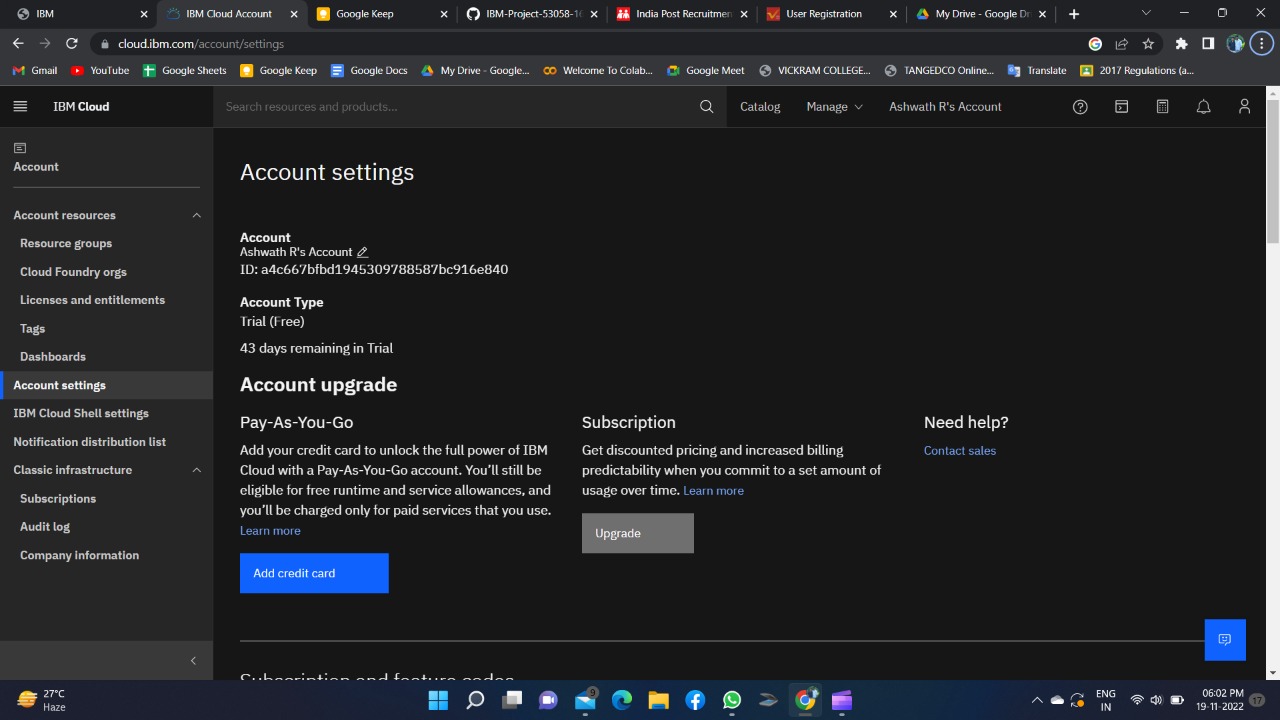 IBM
IBM Cloud Account
Google Keep
IBM-Project-53058-16
India Post Recruitmen
User Registration
My Drive - Google Dr
cloud.ibm.com/account/settings
Gmail
YouTube
Google Sheets
Google Keep
Google Docs
My Drive - Google...
Welcome To Colab...
Google Meet
VICKRAM COLLEGE...
TANGEDCO Online...
Translate
2017 Regulations (a...
IBM Cloud
Search resources and products...
Catalog
Manage
Ashwath R's Account
Account
Account resources
Resource groups
Cloud Foundry orgs
Licenses and entitlements
Tags
Dashboards
Account settings
IBM Cloud Shell settings
Notification distribution list
Classic infrastructure
Subscriptions
Audit log
Company information
Account settings
Account
Ashwath R's Account
ID: a4c667bfbd1945309788587bc916e840
Account Type
Trial (Free)
43 days remaining in Trial
Account upgrade
Pay-As-You-Go
Add your credit card to unlock the full power of IBM
Cloud with a Pay-As-You-Go account. You'll still be
eligible for free runtime and service allowances, and
you'll be charged only for paid services that you use.
Learn more
Add credit card
Subscription
Get discounted pricing and increased billing
predictability when you commit to a set amount of
usage over time. Learn more
Upgrade
Need help?
Contact sales
Subscription and feature codes
27°C
Haze
9
ENG
IN
06:02 PM
19-11-2022
17